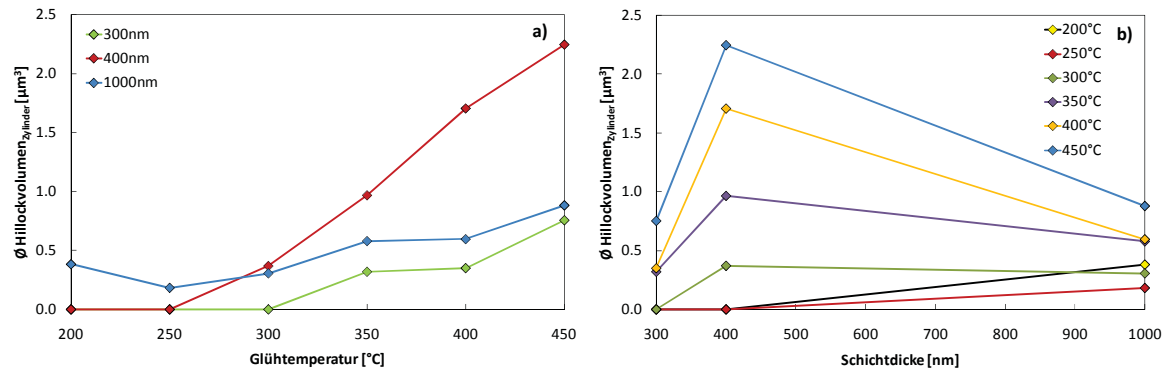 a)
300nm
400nm
1000nm
Ø Hillockvolumen_Zylinder [µm³]
2.5
2.0
1.5
1.0
0.5
0.0
200 250 300 350 400 450
Glühtemperatur [°C]
b)
200°C
250°C
300°C
350°C
400°C
450°C
Ø Hillockvolumen_Zylinder [µm³]
2.5
2.0
1.5
1.0
0.5
0.0
300 400 500 600 700 800 900 1000
Schichtdicke [nm]